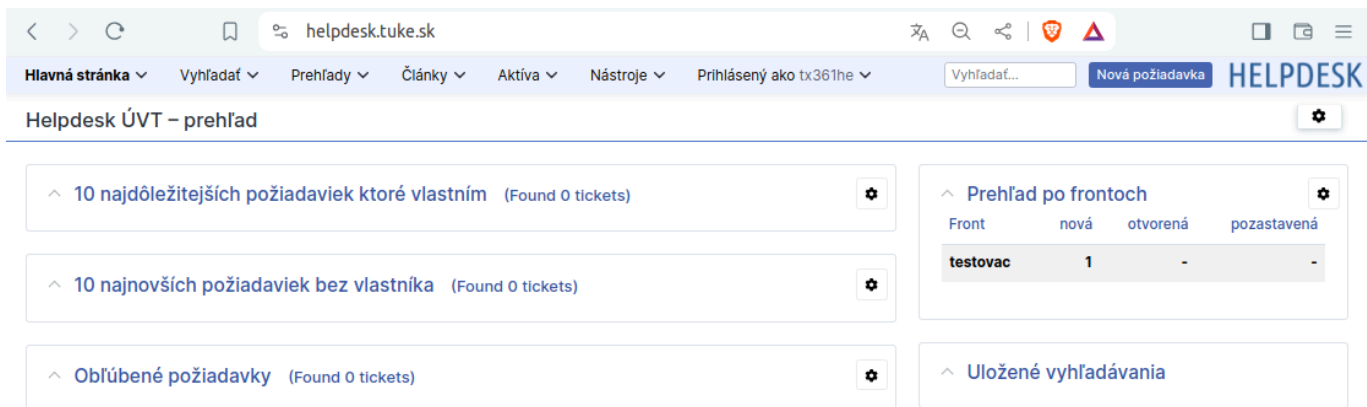 helpdesk.tuke.sk
Hlavná stránka Vyhľadať Prehľady Články Aktíva Nástroje Prihlásený ako tx361he Vyhľadať... Nová požiadavka HELPDESK
Helpdesk ÚVT – prehľad
10 najdôležitejších požiadaviek ktoré vlastním (Found 0 tickets)
10 najnovších požiadaviek bez vlastníka (Found 0 tickets)
Obľúbené požiadavky (Found 0 tickets)
Prehľad po frontoch
Front nová otvorená pozastavená
testovac 1 - -
Uložené vyhľadávania